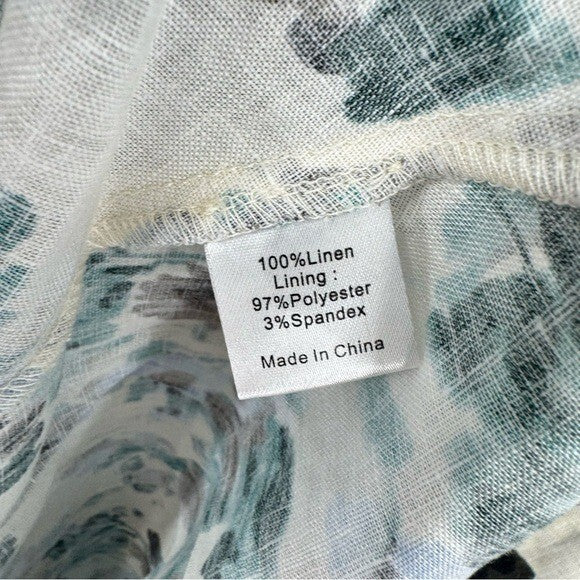 100%Linen
Lining :
97%Polyester
3%Spandex
Made In China